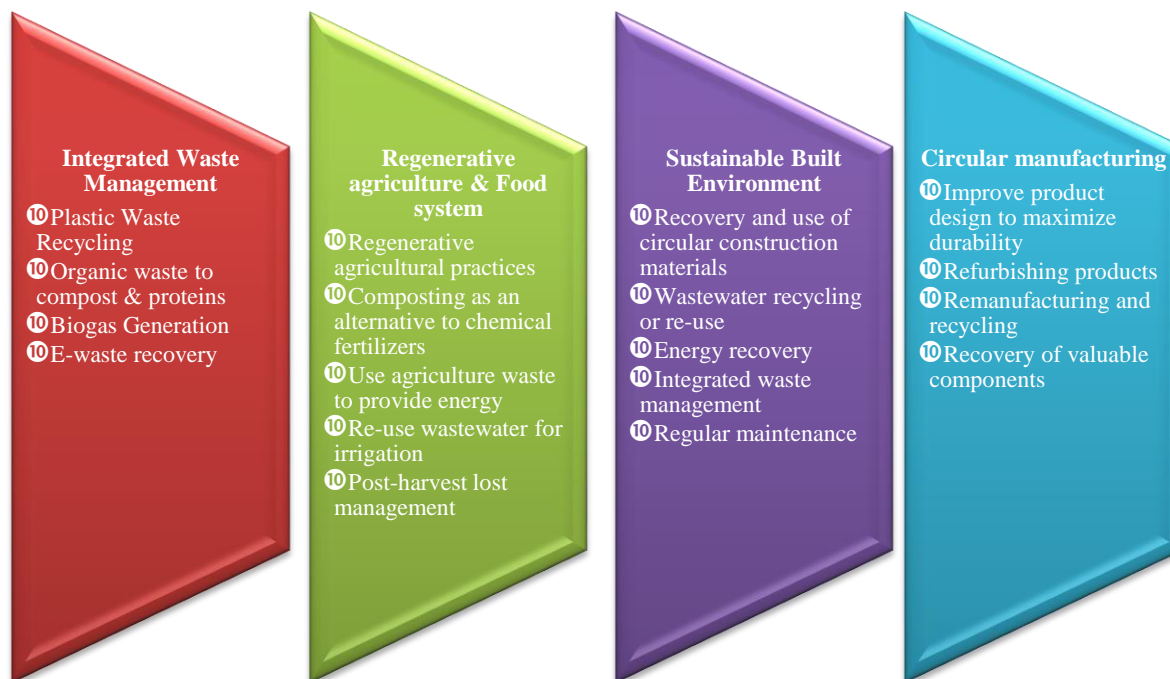 Integrated Waste
Management
❿Plastic Waste
Recycling
❿Organic waste to
compost & proteins
❿Biogas Generation
❿E-waste recovery
Regenerative
agriculture & Food
system
❿Regenerative
agricultural practices
❿Composting as an
alternative to chemical
fertilizers
❿Use agriculture waste
to provide energy
❿Re-use wastewater for
irrigation
❿Post-harvest lost
management
Sustainable Built
Environment
❿Recovery and use of
circular construction
materials
❿Wastewater recycling
or re-use
❿Energy recovery
❿Integrated waste
management
❿Regular maintenance
Circular manufacturing
❿Improve product
design to maximize
durability
❿Refurbishing products
❿Remanufacturing and
recycling
❿Recovery of valuable
components